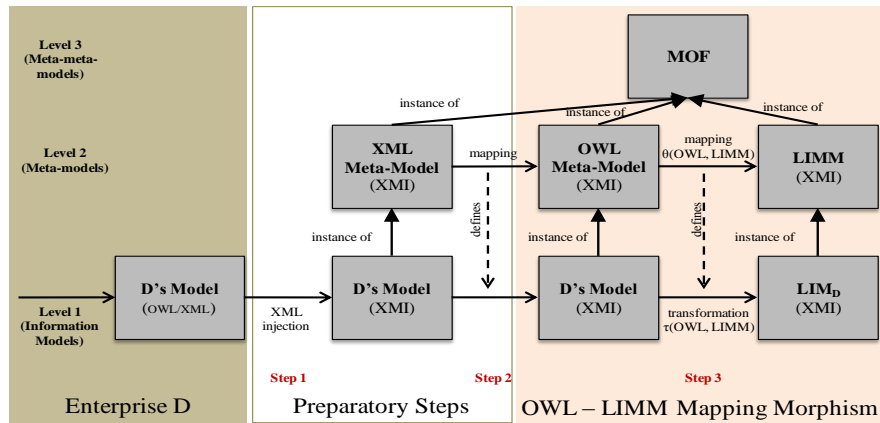 Level 3
(Meta-meta-
models)
MOF
instance of
instance of
instance of
Level 2
(Meta-models)
XML
Meta-Model
(XMI)
mapping
OWL
Meta-Model
(XMI)
mapping
θ(OWL, LIMM)
LIMM
(XMI)
defines
defines
instance of
instance of
instance of
D's Model
(OWL/XML)
D's Model
(XMI)
D's Model
(XMI)
LIMD
(XMI)
Level 1
(Information
Models)
XML
injection
transformation
τ(OWL, LIMM)
Step 1
Step 2
Step 3
Enterprise D
Preparatory Steps
OWL – LIMM Mapping Morphism